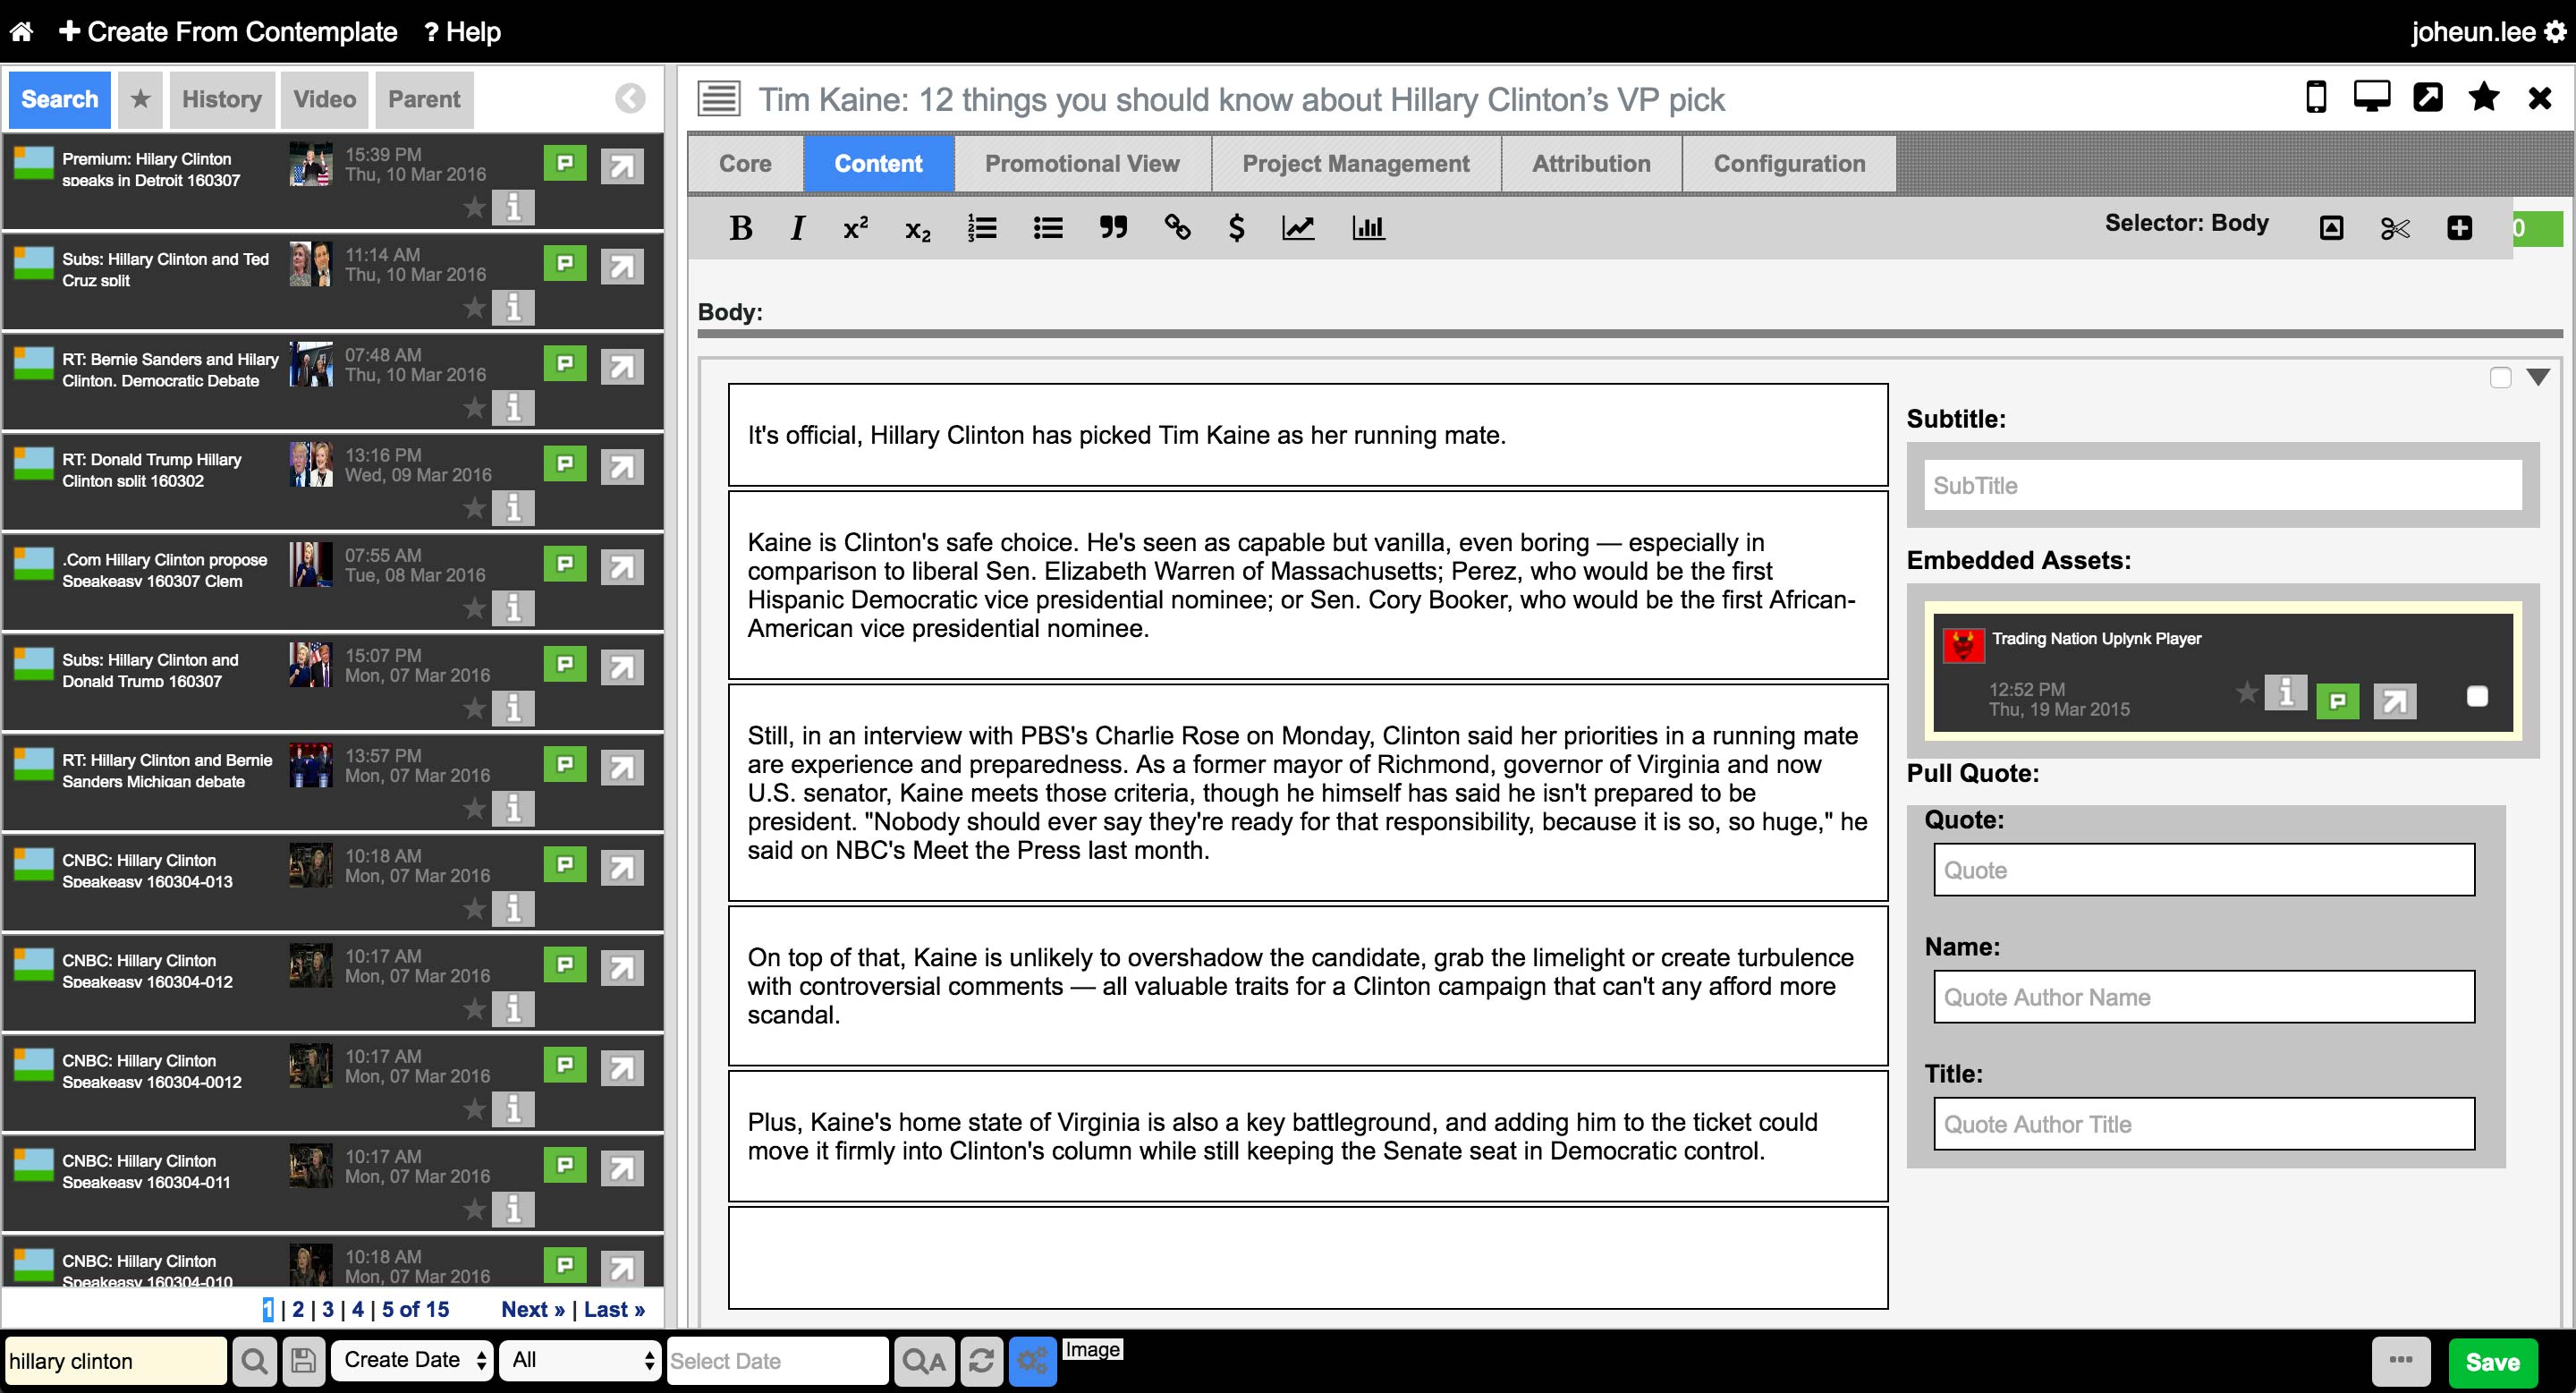 Create From Contemplate
? Help
joheun.lee
Search
History
Video
Parent
Premium: Hilary Clinton
speaks in Detroit 160307
15:39 PM
Thu, 10 Mar 2016
P
Subs: Hillary Clinton and Ted
Cruz split
11:14 AM
Thu, 10 Mar 2016
P
RT: Bernie Sanders and Hilary
Clinton, Democratic Debate
07:48 AM
Thu, 10 Mar 2016
P
RT: Donald Trump Hillary
Clinton split 160302
13:16 PM
Wed, 09 Mar 2016
P
.Com Hillary Clinton propose
Speakeasy 160307 Clem
07:55 AM
Tue, 08 Mar 2016
P
Subs: Hillary Clinton and
Donald Trump 160307
15:07 PM
Mon, 07 Mar 2016
P
RT: Hillary Clinton and Bernie
Sanders Michigan debate
13:57 PM
Mon, 07 Mar 2016
P
CNBC: Hillary Clinton
Speakeasy 160304-013
10:18 AM
Mon, 07 Mar 2016
P
CNBC: Hillary Clinton
Speakeasy 160304-012
10:17 AM
Mon, 07 Mar 2016
P
CNBC: Hillary Clinton
Speakeasy 160304-0012
10:17 AM
Mon, 07 Mar 2016
P
CNBC: Hillary Clinton
Speakeasy 160304-011
10:17 AM
Mon, 07 Mar 2016
P
CNBC: Hillary Clinton
Speakeasy 160304-010
10:18 AM
Mon, 07 Mar 2016
P
1 | 2 | 3 | 4 | 5 of 15 Next » | Last »
Tim Kaine: 12 things you should know about Hillary Clinton’s VP pick
Core
Content
Promotional View
Project Management
Attribution
Configuration
B I x² x₂ $
Selector: Body
0
Body:
It's official, Hillary Clinton has picked Tim Kaine as her running mate.
Kaine is Clinton's safe choice. He's seen as capable but vanilla, even boring — especially in
comparison to liberal Sen. Elizabeth Warren of Massachusetts; Perez, who would be the first
Hispanic Democratic vice presidential nominee; or Sen. Cory Booker, who would be the first African-
American vice presidential nominee.
Still, in an interview with PBS's Charlie Rose on Monday, Clinton said her priorities in a running mate
are experience and preparedness. As a former mayor of Richmond, governor of Virginia and now
U.S. senator, Kaine meets those criteria, though he himself has said he isn't prepared to be
president. "Nobody should ever say they're ready for that responsibility, because it is so, so huge," he
said on NBC's Meet the Press last month.
On top of that, Kaine is unlikely to overshadow the candidate, grab the limelight or create turbulence
with controversial comments — all valuable traits for a Clinton campaign that can't any afford more
scandal.
Plus, Kaine's home state of Virginia is also a key battleground, and adding him to the ticket could
move it firmly into Clinton's column while still keeping the Senate seat in Democratic control.
Subtitle:
SubTitle
Embedded Assets:
Trading Nation Uplynk Player
12:52 PM
Thu, 19 Mar 2015
P
Pull Quote:
Quote:
Quote
Name:
Quote Author Name
Title:
Quote Author Title
hillary clinton
Create Date
All
Select Date
A
Image
Save